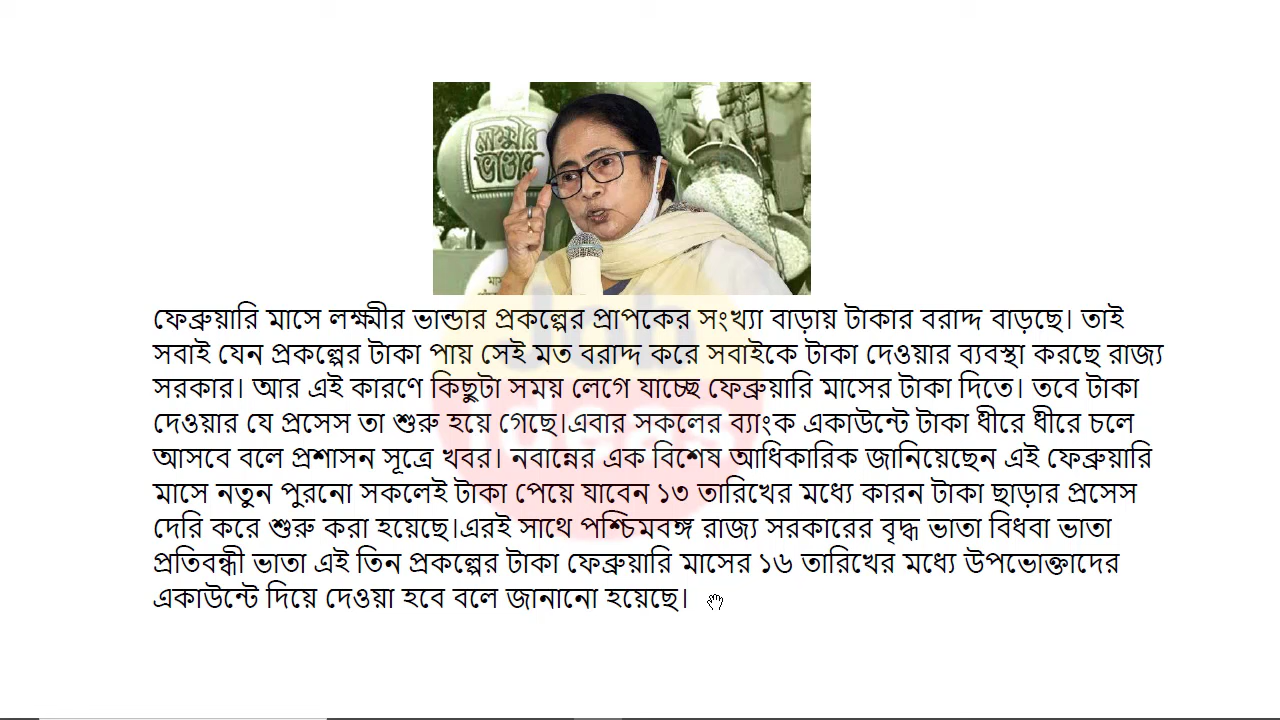 লক্ষ্মীর
ভাণ্ডার
Job
ফেব্রুয়ারি মাসে লক্ষ্মীর ভান্ডার প্রকল্পের প্রাপকের সংখ্যা বাড়ায় টাকার বরাদ্দ বাড়ছে। তাই
সবাই যেন প্রকল্পের টাকা পায় সেই মত বরাদ্দ করে সবাইকে টাকা দেওয়ার ব্যবস্থা করছে রাজ্য
সরকার। আর এই কারণে কিছুটা সময় লেগে যাচ্ছে ফেব্রুয়ারি মাসের টাকা দিতে। তবে টাকা
দেওয়ার যে প্রসেস তা শুরু হয়ে গেছে।এবার সকলের ব্যাংক একাউন্টে টাকা ধীরে ধীরে চলে
আসবে বলে প্রশাসন সূত্রে খবর। নবান্নের এক বিশেষ আধিকারিক জানিয়েছেন এই ফেব্রুয়ারি
মাসে নতুন পুরনো সকলেই টাকা পেয়ে যাবেন ১৩ তারিখের মধ্যে কারন টাকা ছাড়ার প্রসেস
দেরি করে শুরু করা হয়েছে।এরই সাথে পশ্চিমবঙ্গ রাজ্য সরকারের বৃদ্ধ ভাতা বিধবা ভাতা
প্রতিবন্ধী ভাতা এই তিন প্রকল্পের টাকা ফেব্রুয়ারি মাসের ১৬ তারিখের মধ্যে উপভোক্তাদের
একাউন্টে দিয়ে দেওয়া হবে বলে জানানো হয়েছে।